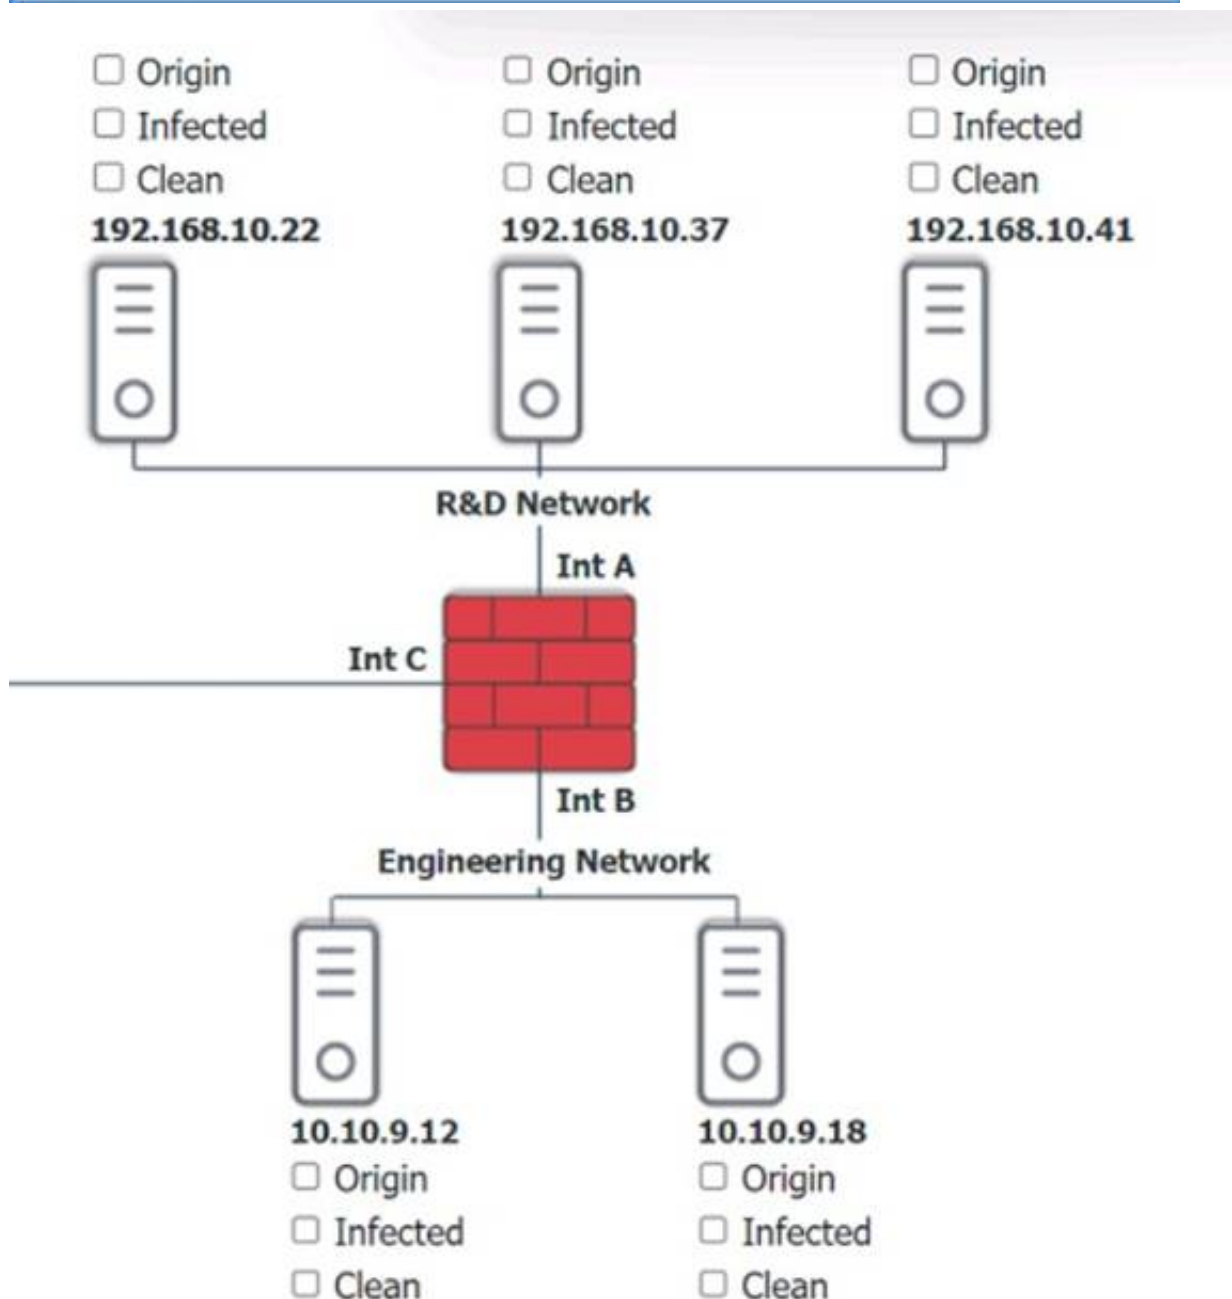 Origin Origin Origin
Infected Infected Infected
Clean Clean Clean
192.168.10.22 192.168.10.37 192.168.10.41
R&D Network
Int A
Int C
Int B
Engineering Network
10.10.9.12 10.10.9.18
Origin Origin
Infected Infected
Clean Clean